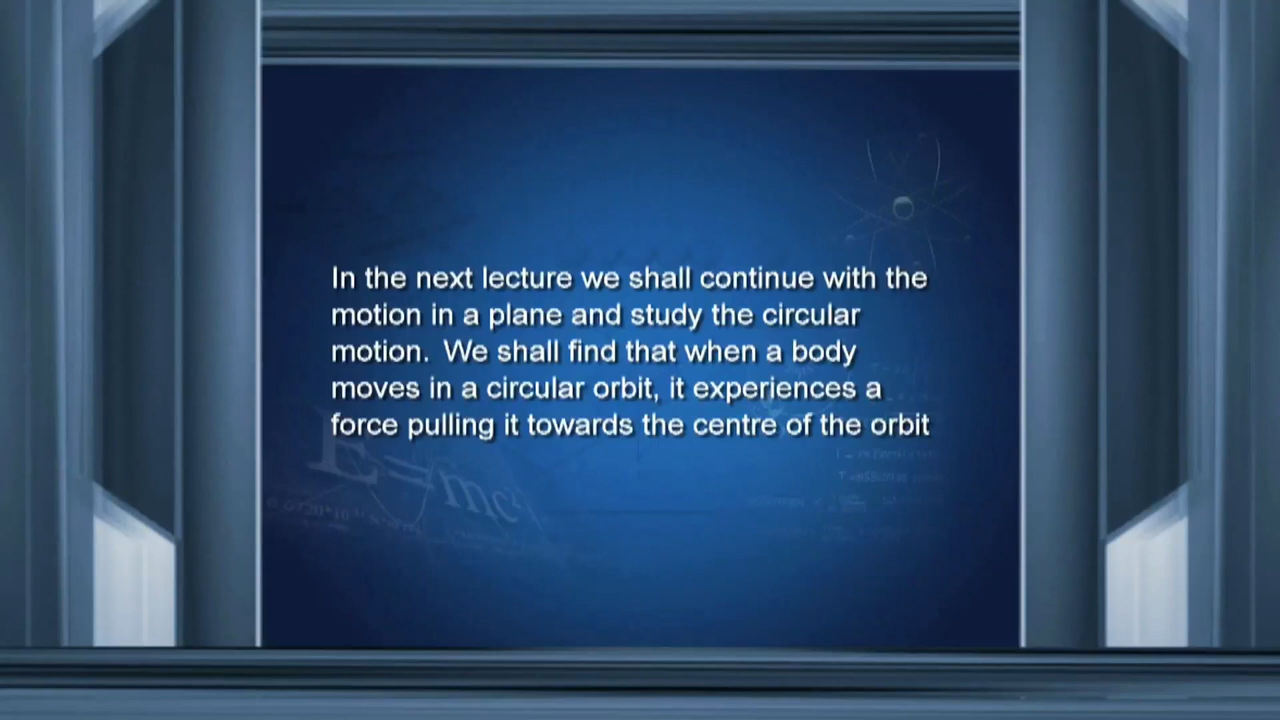 In the next lecture we shall continue with the
motion in a plane and study the circular
motion. We shall find that when a body
moves in a circular orbit, it experiences a
force pulling it towards the centre of the orbit
E=mc²